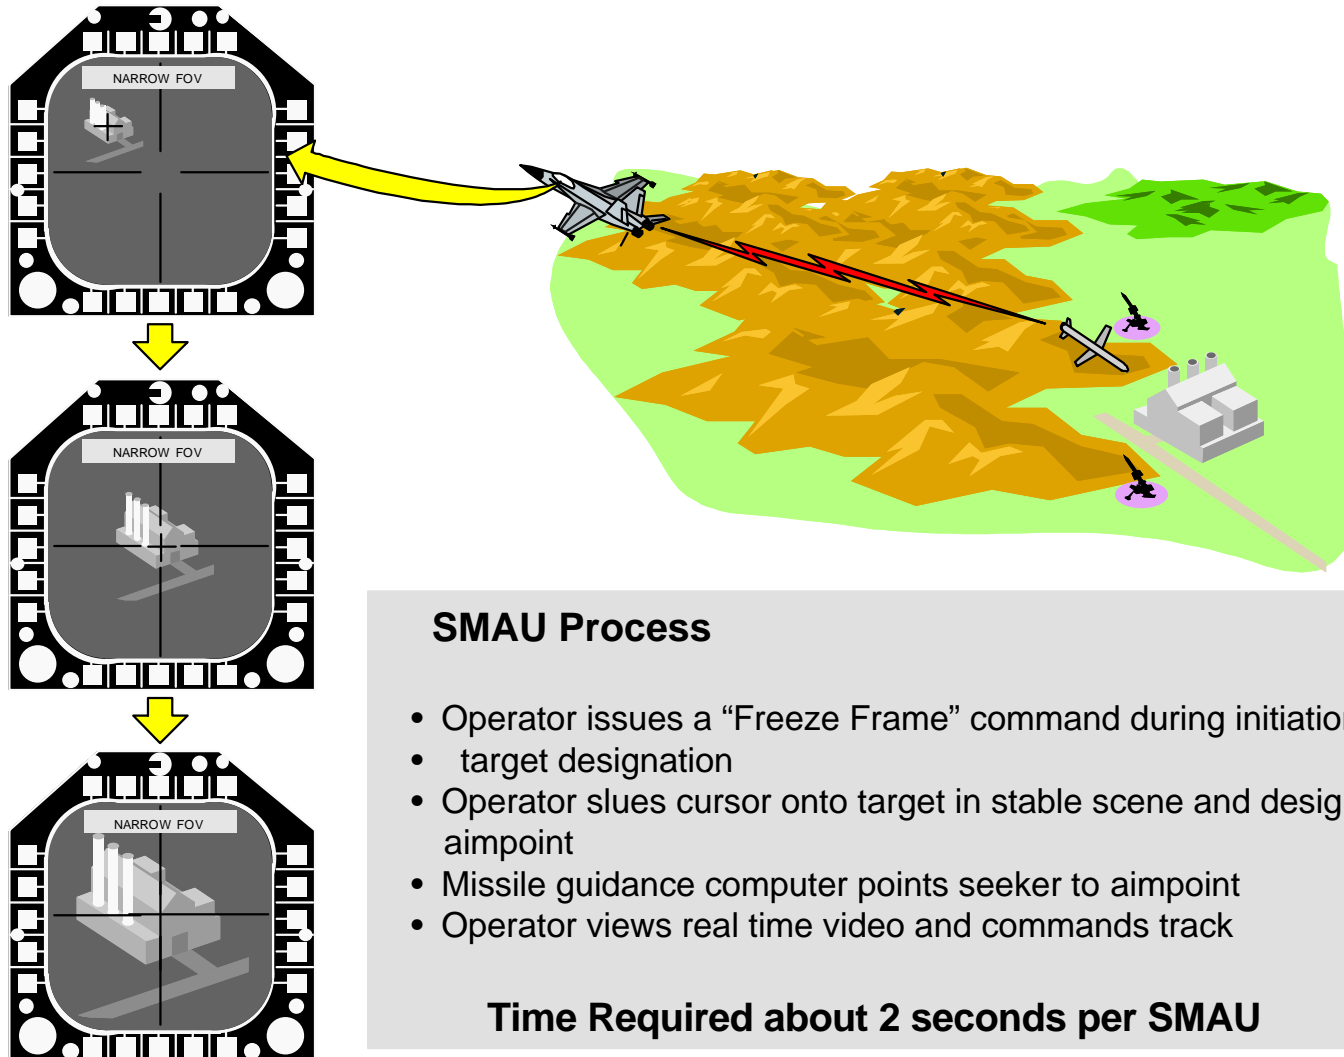 NARROW FOV
NARROW FOV
NARROW FOV
SMAU Process
• Operator issues a “Freeze Frame” command during initiation
• target designation
• Operator slues cursor onto target in stable scene and desig
aimpoint
• Missile guidance computer points seeker to aimpoint
• Operator views real time video and commands track
Time Required about 2 seconds per SMAU